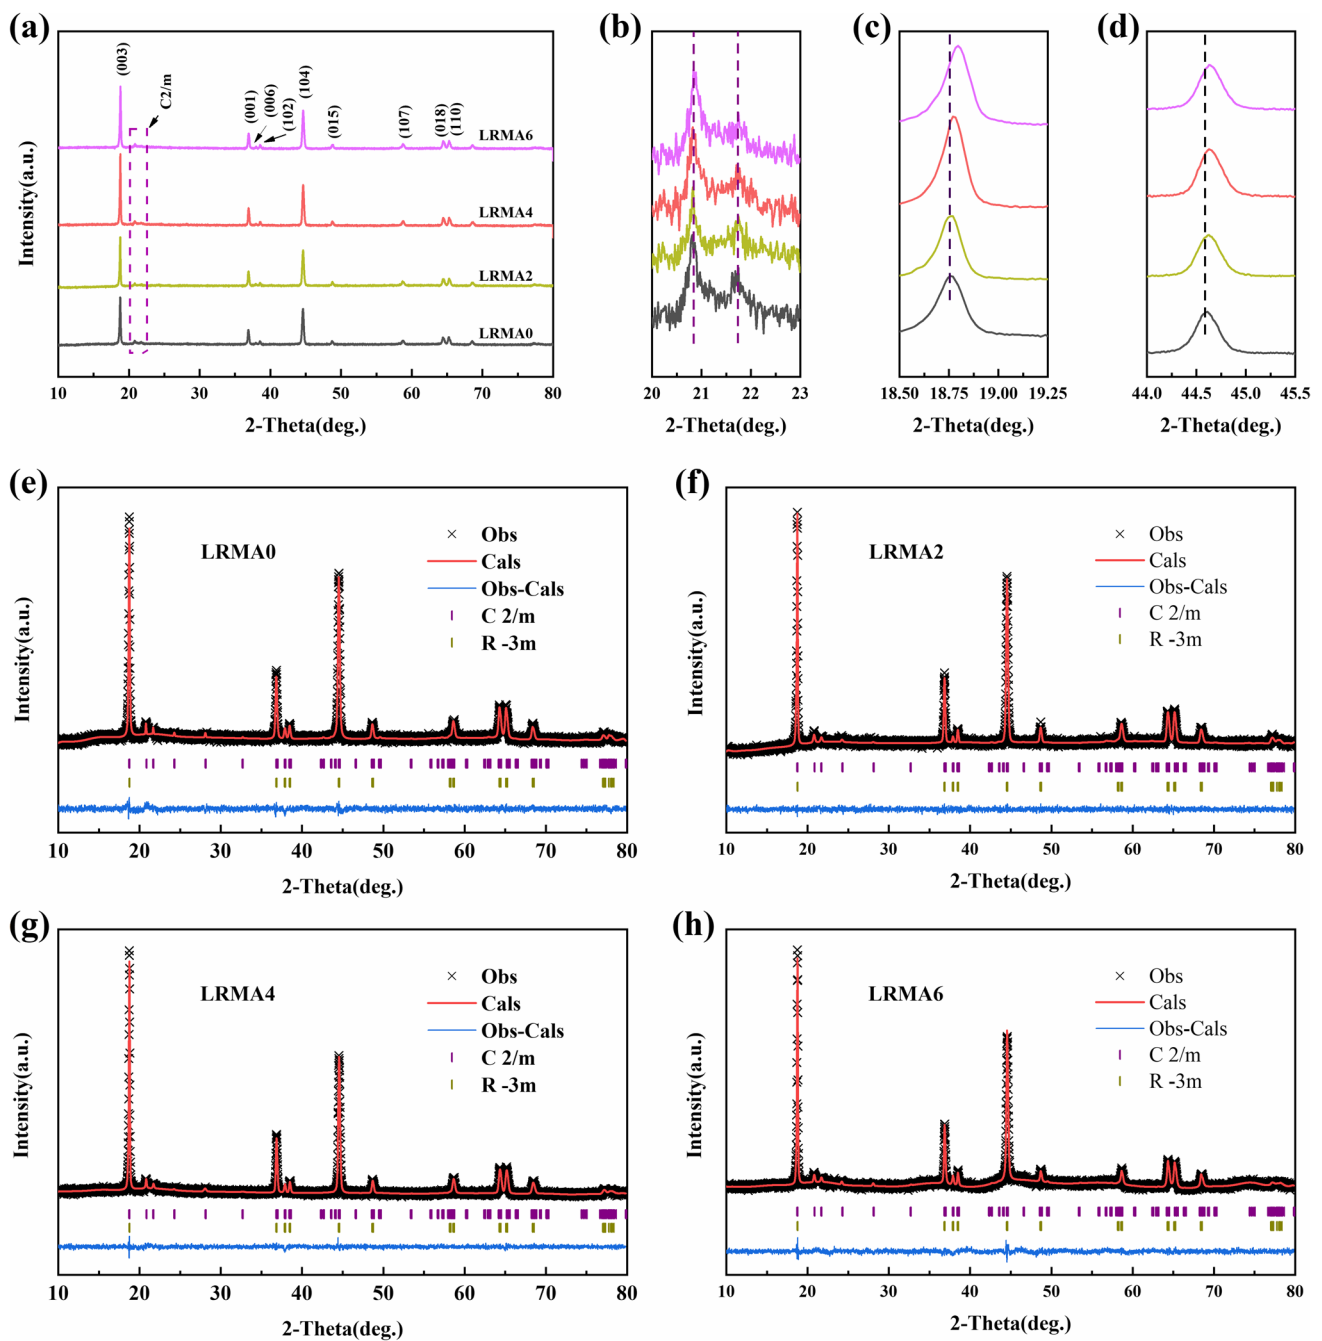 (a)
(003)
C2/m
(001)
(006)
(102)
(104)
(015)
(107)
(018)
(110)
LRMA6
LRMA4
LRMA2
LRMA0
Intensity(a.u.)
10 20 30 40 50 60 70 80
2-Theta(deg.)
(b)
20 21 22 23
2-Theta(deg.)
(c)
18.50 18.75 19.00 19.25
2-Theta(deg.)
(d)
44.0 44.5 45.0 45.5
2-Theta(deg.)
(e)
LRMA0
Obs
Cals
Obs-Cals
C 2/m
R -3m
Intensity(a.u.)
10 20 30 40 50 60 70 80
2-Theta(deg.)
(f)
LRMA2
Obs
Cals
Obs-Cals
C 2/m
R -3m
Intensity(a.u.)
10 20 30 40 50 60 70 80
2-Theta(deg.)
(g)
LRMA4
Obs
Cals
Obs-Cals
C 2/m
R -3m
Intensity(a.u.)
10 20 30 40 50 60 70 80
2-Theta(deg.)
(h)
LRMA6
Obs
Cals
Obs-Cals
C 2/m
R -3m
Intensity(a.u.)
10 20 30 40 50 60 70 80
2-Theta(deg.)